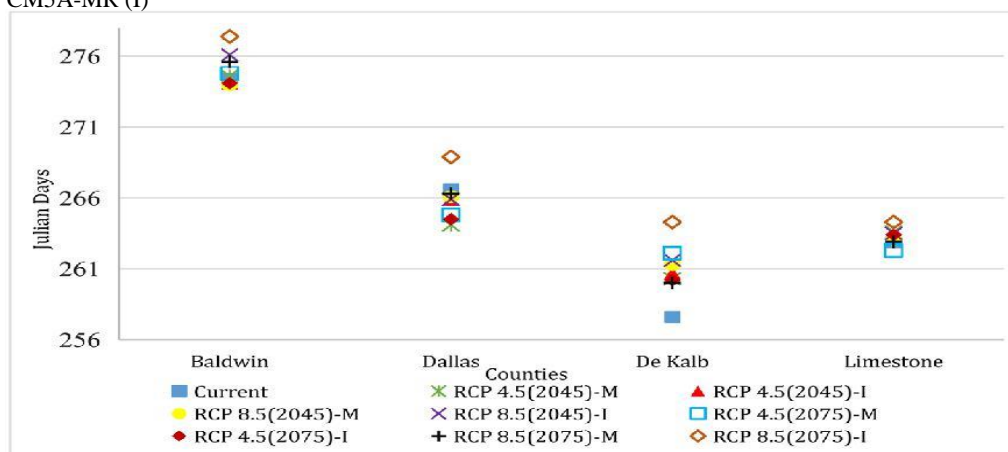 CM5A-MR (I)
276
271
266
261
256
Julian Days
Baldwin Dallas De Kalb Limestone
Counties
Current RCP 4.5(2045)-M RCP 4.5(2045)-I
RCP 8.5(2045)-M RCP 8.5(2045)-I RCP 4.5(2075)-M
RCP 4.5(2075)-I RCP 8.5(2075)-M RCP 8.5(2075)-I